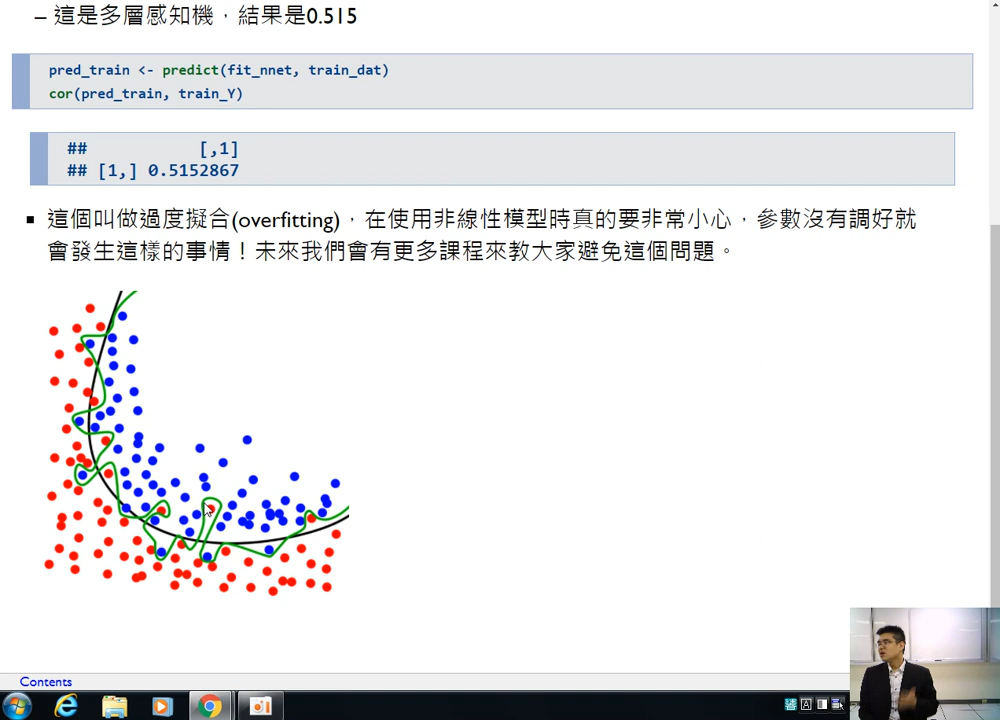 – 這是多層感知機，結果是0.515
pred_train <- predict(fit_nnet, train_dat)
cor(pred_train, train_Y)
## [,1]
## [1,] 0.5152867
▪ 這個叫做過度擬合(overfitting)，在使用非線性模型時真的要非常小心，參數沒有調好就
會發生這樣的事情！未來我們會有更多課程來教大家避免這個問題。
Contents